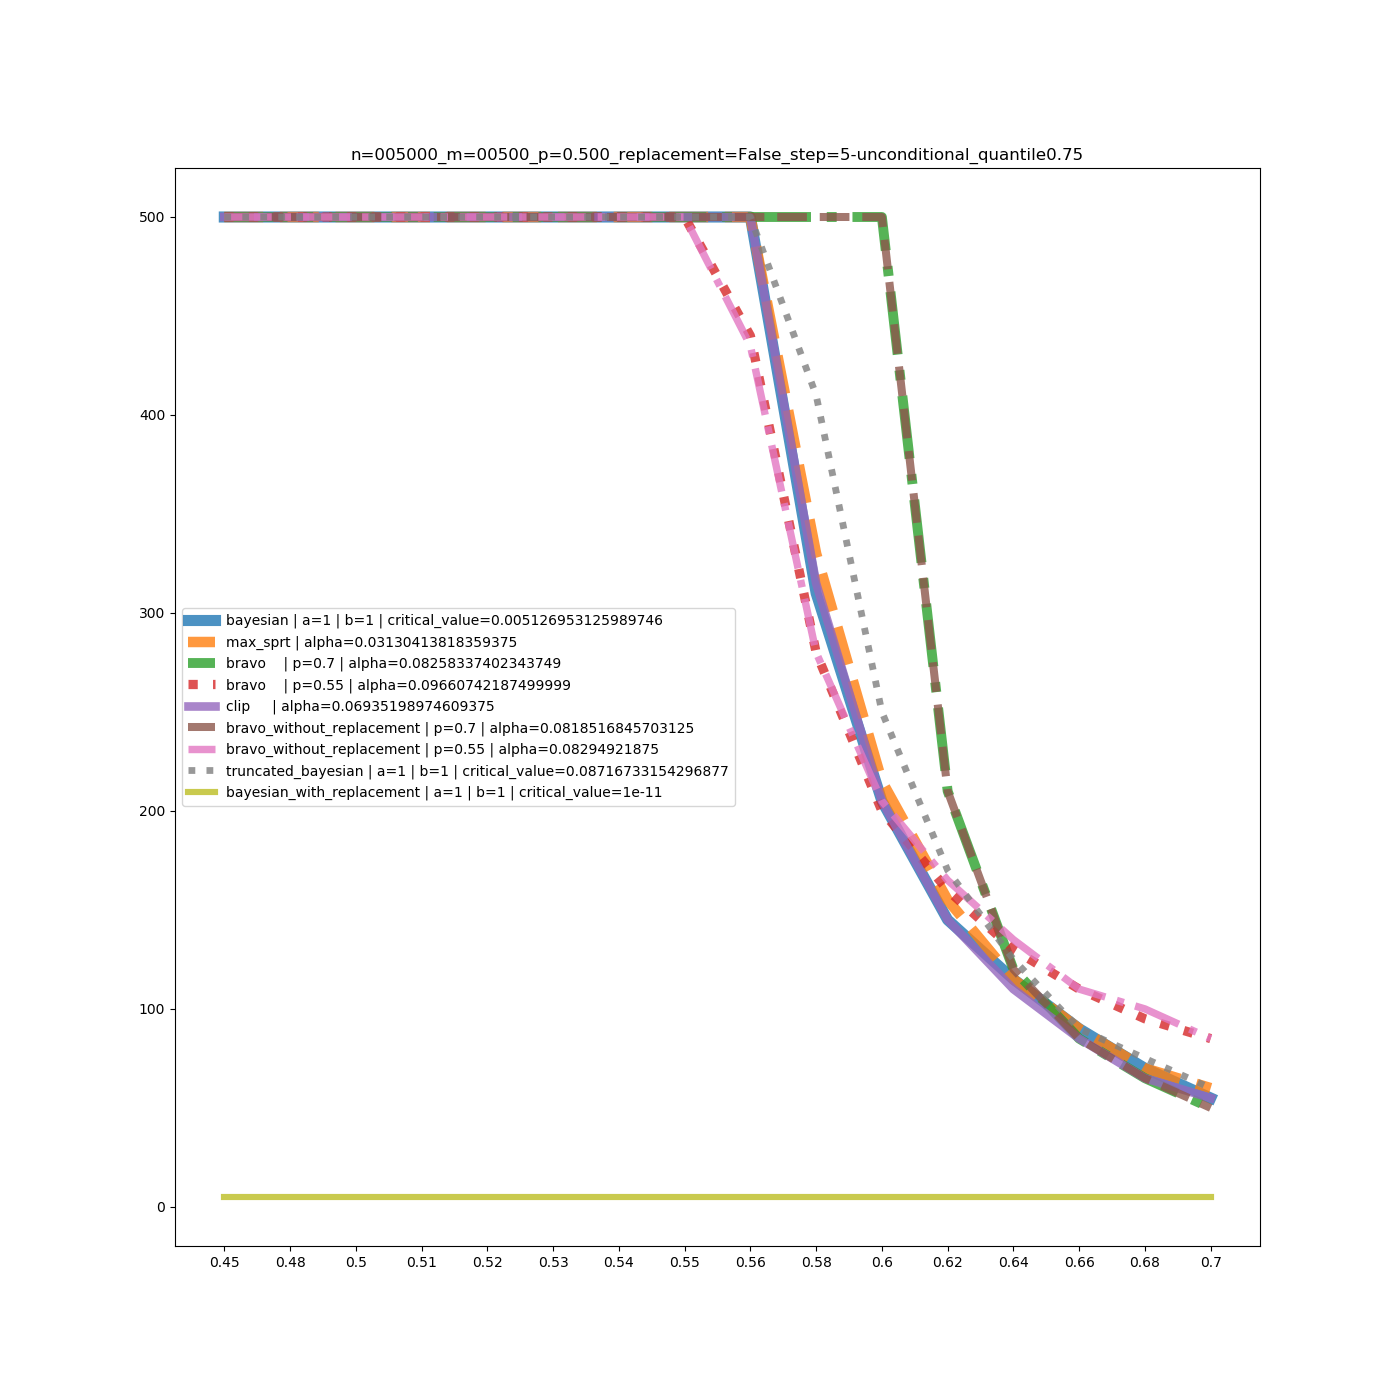 n=005000_m=00500_p=0.500_replacement=False_step=5-unconditional_quantile0.75
500
400
300
200
100
0
bayesian | a=1 | b=1 | critical_value=0.005126953125989746
max_sprt | alpha=0.03130413818359375
bravo | p=0.7 | alpha=0.08258337402343749
bravo | p=0.55 | alpha=0.09660742187499999
clip | alpha=0.06935198974609375
bravo_without_replacement | p=0.7 | alpha=0.0818516845703125
bravo_without_replacement | p=0.55 | alpha=0.08294921875
truncated_bayesian | a=1 | b=1 | critical_value=0.08716733154296877
bayesian_with_replacement | a=1 | b=1 | critical_value=1e-11
0.45 0.48 0.5 0.51 0.52 0.53 0.54 0.55 0.56 0.58 0.6 0.62 0.64 0.66 0.68 0.7